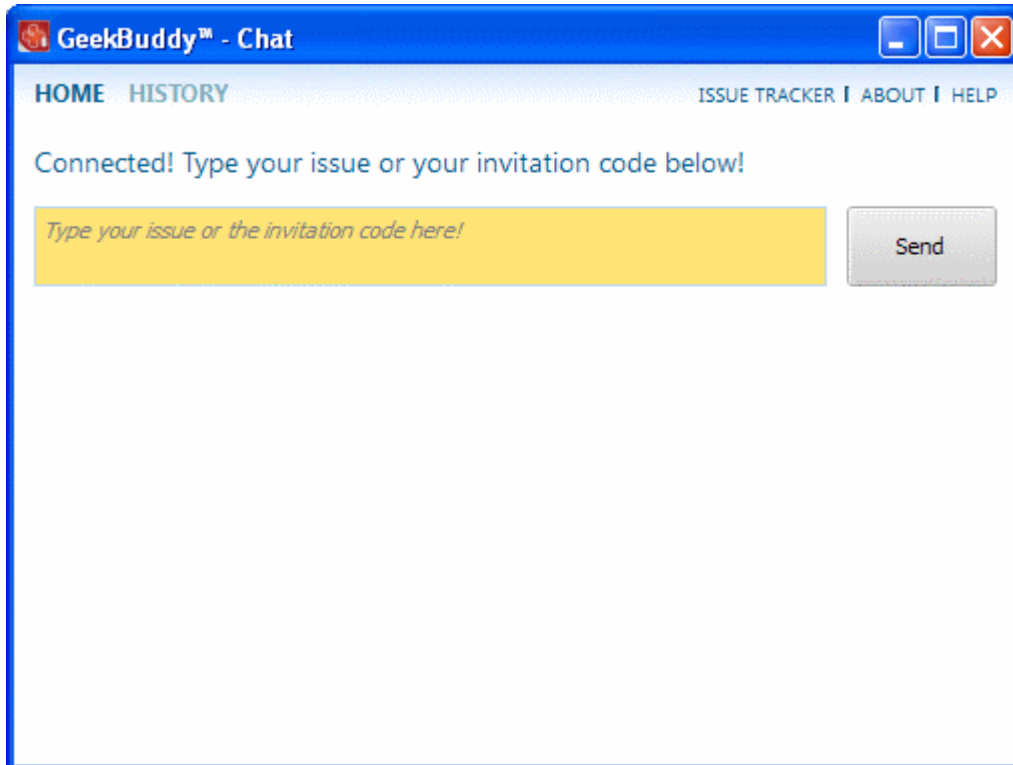 GeekBuddy™ - Chat
HOME HISTORY ISSUE TRACKER | ABOUT | HELP
Connected! Type your issue or your invitation code below!
Type your issue or the invitation code here! Send